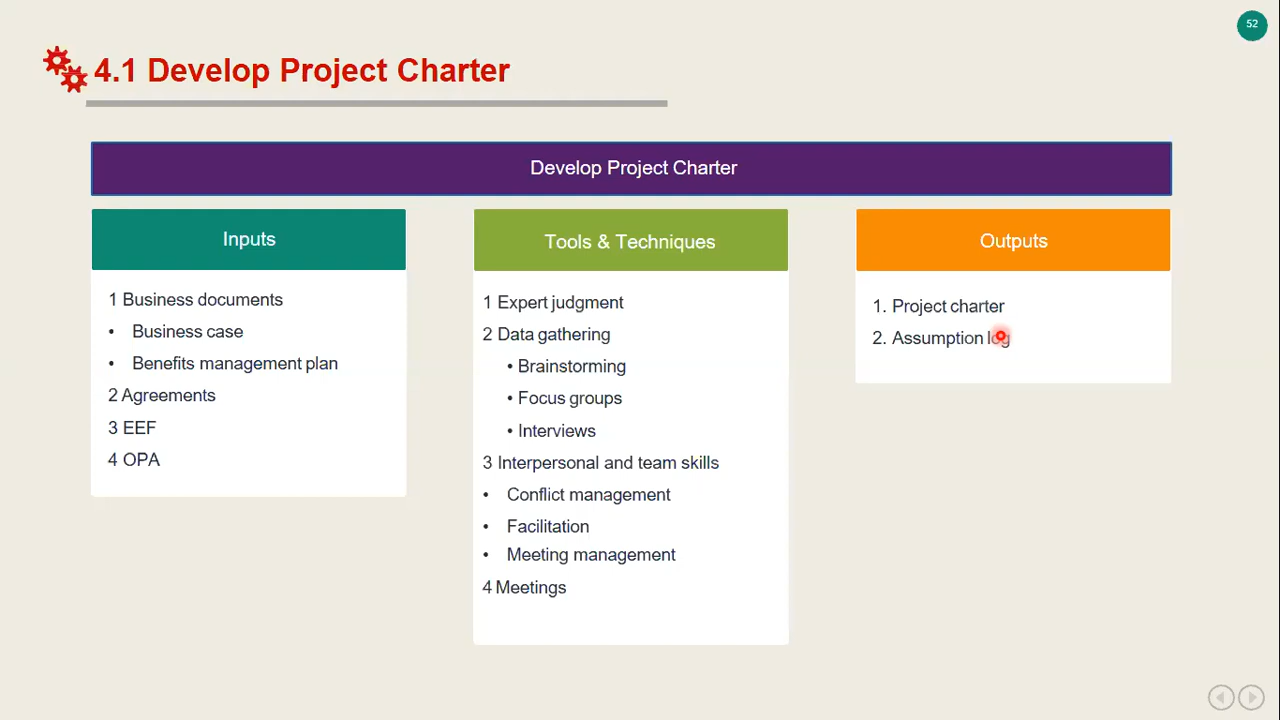 52
4.1 Develop Project Charter
Develop Project Charter
Inputs
1 Business documents
• Business case
• Benefits management plan
2 Agreements
3 EEF
4 OPA
Tools & Techniques
1 Expert judgment
2 Data gathering
• Brainstorming
• Focus groups
• Interviews
3 Interpersonal and team skills
• Conflict management
• Facilitation
• Meeting management
4 Meetings
Outputs
1. Project charter
2. Assumption log